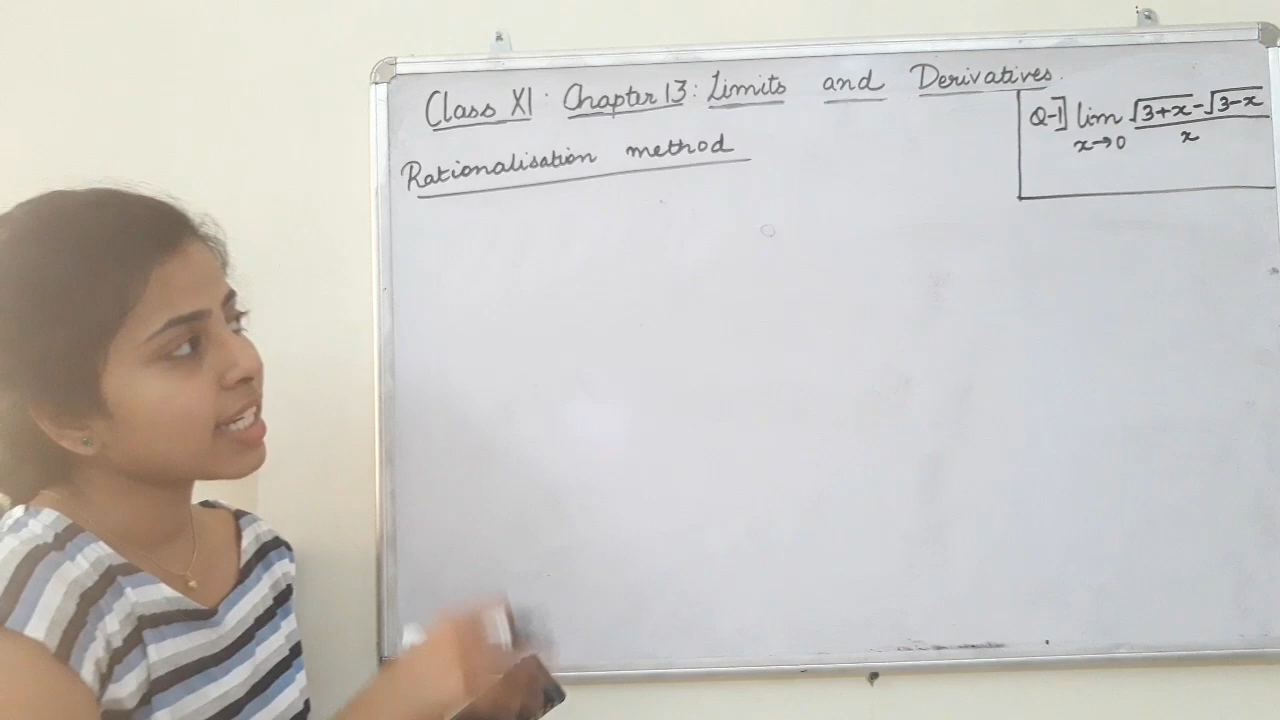 Class XI : Chapter 13 : Limits and Derivatives.
Rationalisation method
Q-1] lim √3+x - √3-x
x→0 x